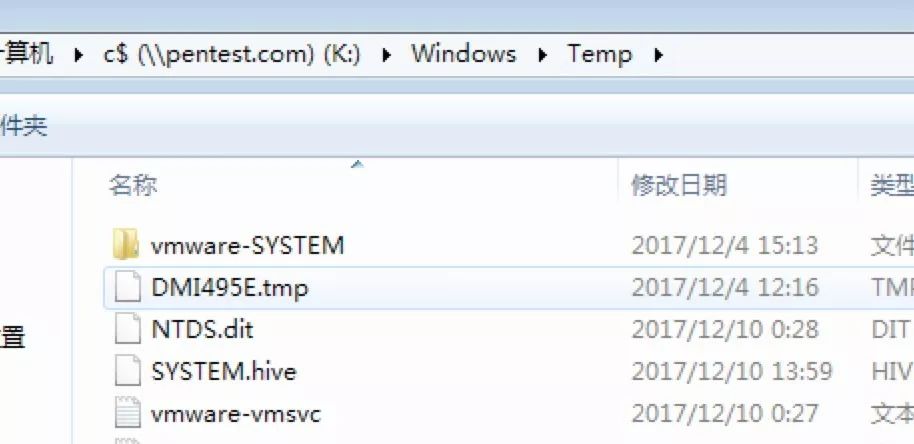 计算机 ▸ c$ (\\pentest.com) (K:) ▸ Windows ▸ Temp ▸
件夹
名称 修改日期 类型
vmware-SYSTEM 2017/12/4 15:13 文件
DMI495E.tmp 2017/12/4 12:16 TMP
NTDS.dit 2017/12/10 0:28 DIT
置
SYSTEM.hive 2017/12/10 13:59 HIV
vmware-vmsvc 2017/12/10 0:27 文本